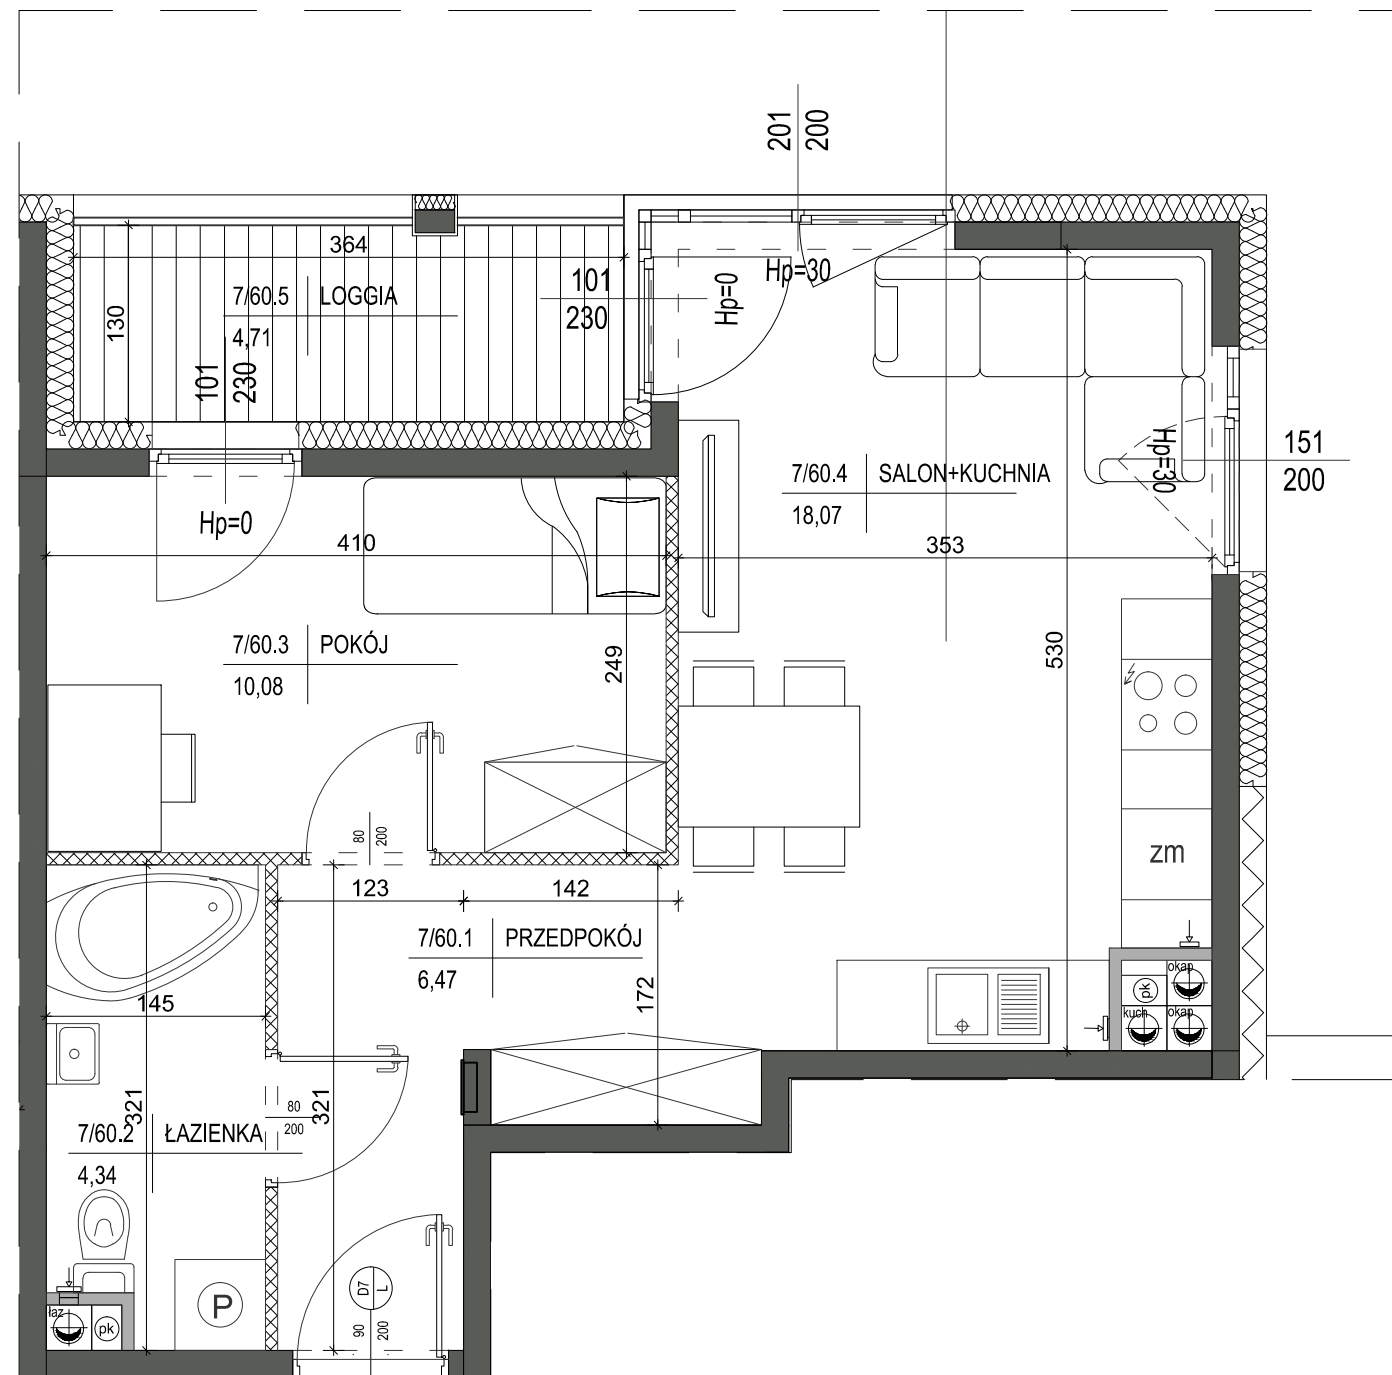 201
200
364
7/60.5 LOGGIA
4,71
130
101
230
101
230
Hp=0
Hp=30
Hp=0
Hp=30
151
200
7/60.4 SALON+KUCHNIA
18,07
353
530
410
7/60.3 POKÓJ
10,08
249
80
200
zm
123
142
7/60.1 PRZEDPOKÓJ
6,47
172
okap
pk
kuch
okap
145
321
321
80
200
7/60.2 ŁAZIENKA
4,34
P
łaz
pk
D7
L
90
200